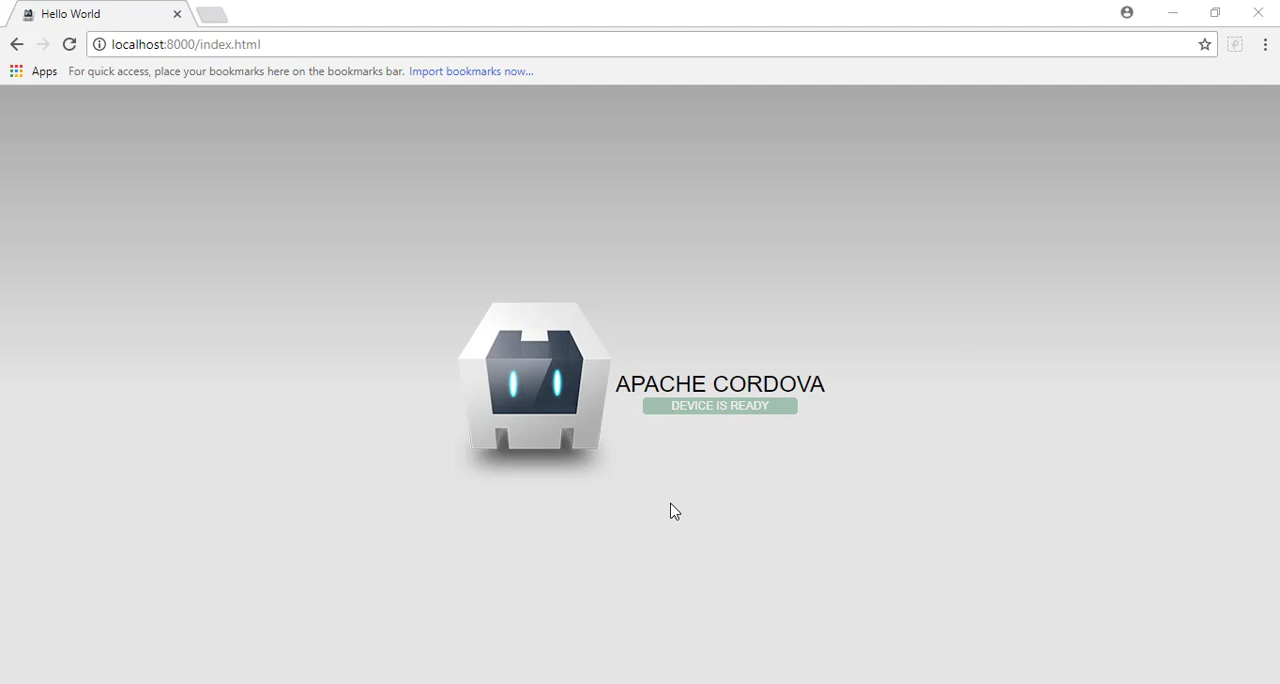 Hello World
localhost:8000/index.html
Apps For quick access, place your bookmarks here on the bookmarks bar. Import bookmarks now...
APACHE CORDOVA
DEVICE IS READY